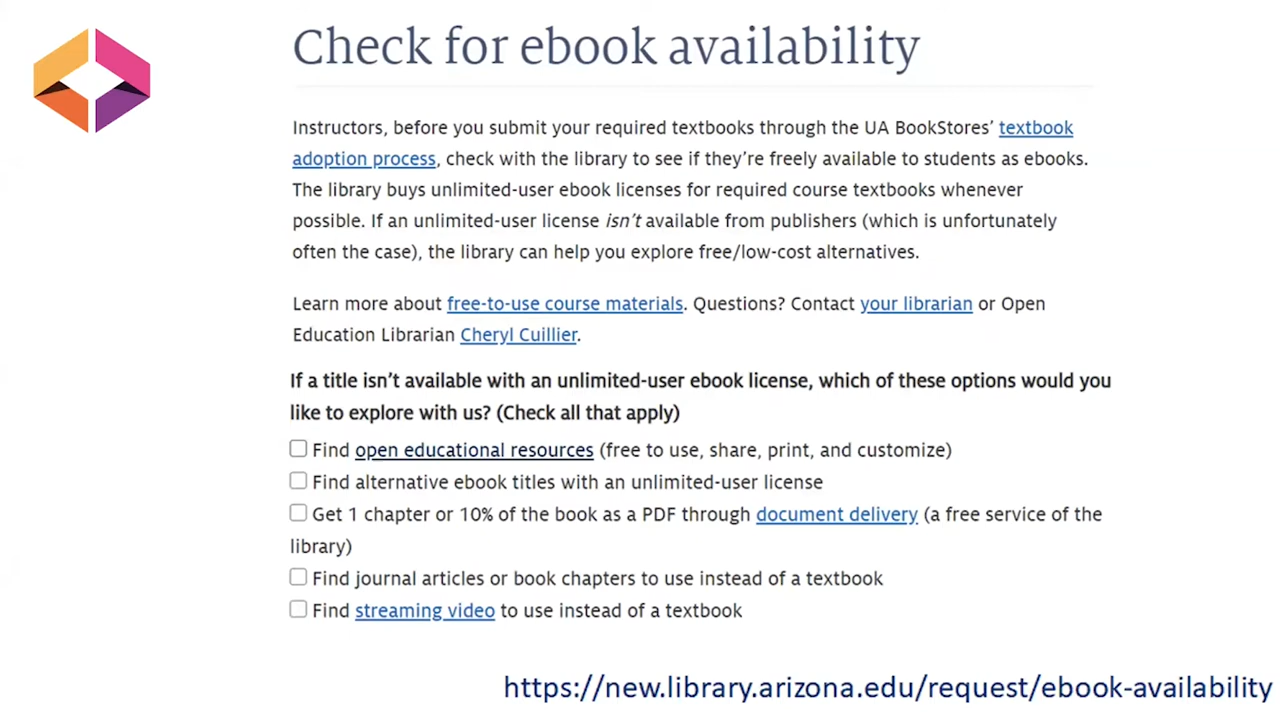 Check for ebook availability
Instructors, before you submit your required textbooks through the UA BookStores’ textbook
adoption process, check with the library to see if they’re freely available to students as ebooks.
The library buys unlimited-user ebook licenses for required course textbooks whenever
possible. If an unlimited-user license isn’t available from publishers (which is unfortunately
often the case), the library can help you explore free/low-cost alternatives.
Learn more about free-to-use course materials. Questions? Contact your librarian or Open
Education Librarian Cheryl Cuillier.
If a title isn’t available with an unlimited-user ebook license, which of these options would you
like to explore with us? (Check all that apply)
Find open educational resources (free to use, share, print, and customize)
Find alternative ebook titles with an unlimited-user license
Get 1 chapter or 10% of the book as a PDF through document delivery (a free service of the
library)
Find journal articles or book chapters to use instead of a textbook
Find streaming video to use instead of a textbook
https://new.library.arizona.edu/request/ebook-availability